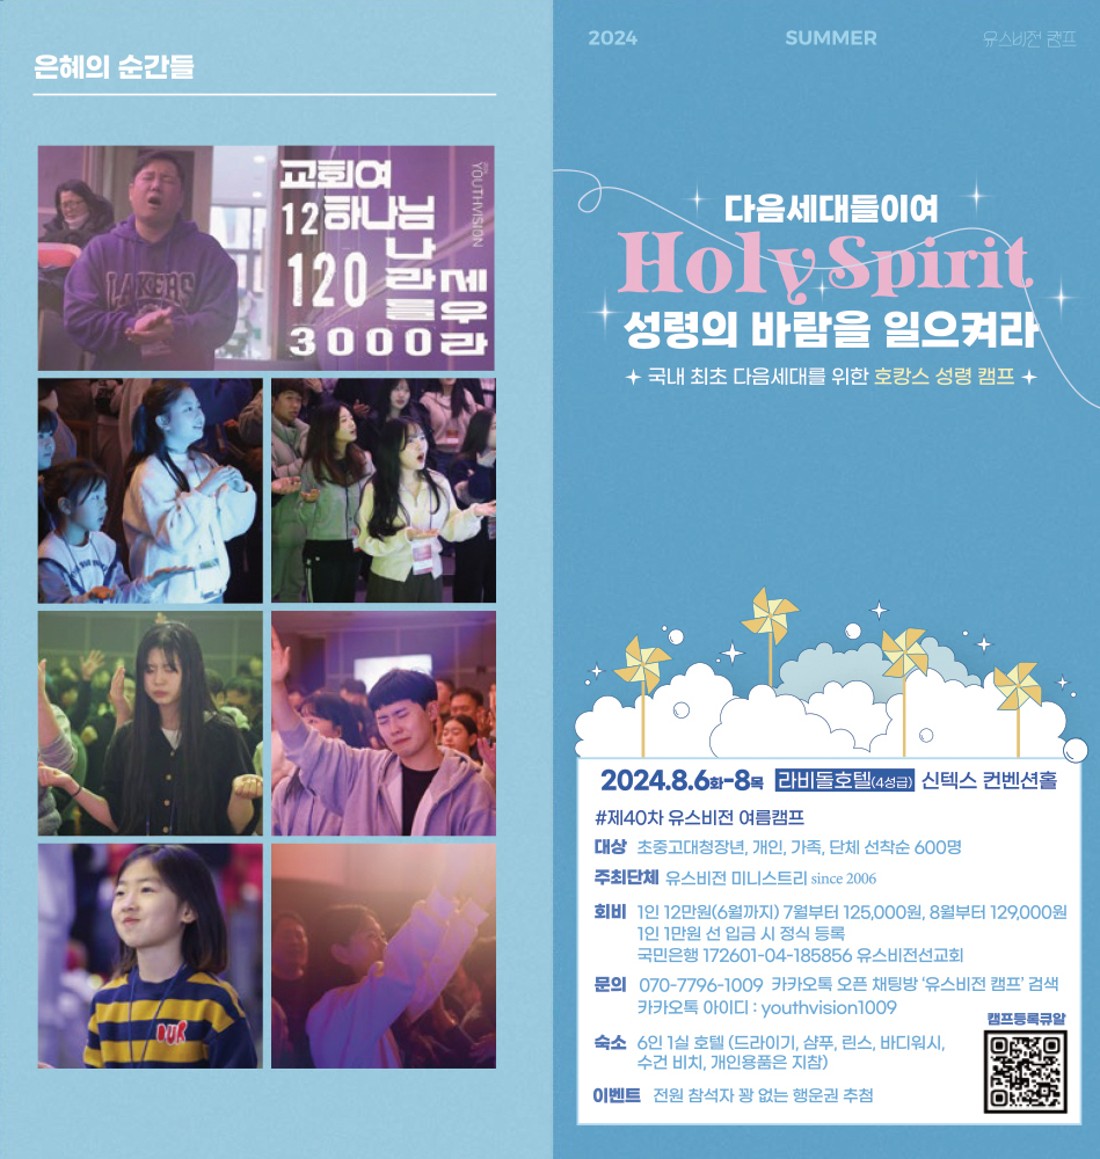 은혜의 순간들
교회여
12 하나님
나
120 라 세
들 우
3000 라
YOUTHVISION
LAKERS
OUR
2024 SUMMER 유스비전 캠프
다음세대들이여
Holy Spirit
성령의 바람을 일으켜라
국내 최초 다음세대를 위한 호캉스 성령 캠프
2024.8.6화-8목 라비돌호텔(4성급) 신텍스 컨벤션홀
#제40차 유스비전 여름캠프
대상 초중고대청장년, 개인, 가족, 단체 선착순 600명
주최단체 유스비전 미니스트리 since 2006
회비 1인 12만원(6월까지) 7월부터 125,000원, 8월부터 129,000원
1인 1만원 선 입금 시 정식 등록
국민은행 172601-04-185856 유스비전선교회
문의 070-7796-1009 카카오톡 오픈 채팅방 '유스비전 캠프' 검색
카카오톡 아이디 : youthvision1009
캠프등록큐알
숙소 6인 1실 호텔 (드라이기, 샴푸, 린스, 바디워시,
수건 비치, 개인용품은 지참)
이벤트 전원 참석자 꽝 없는 행운권 추첨